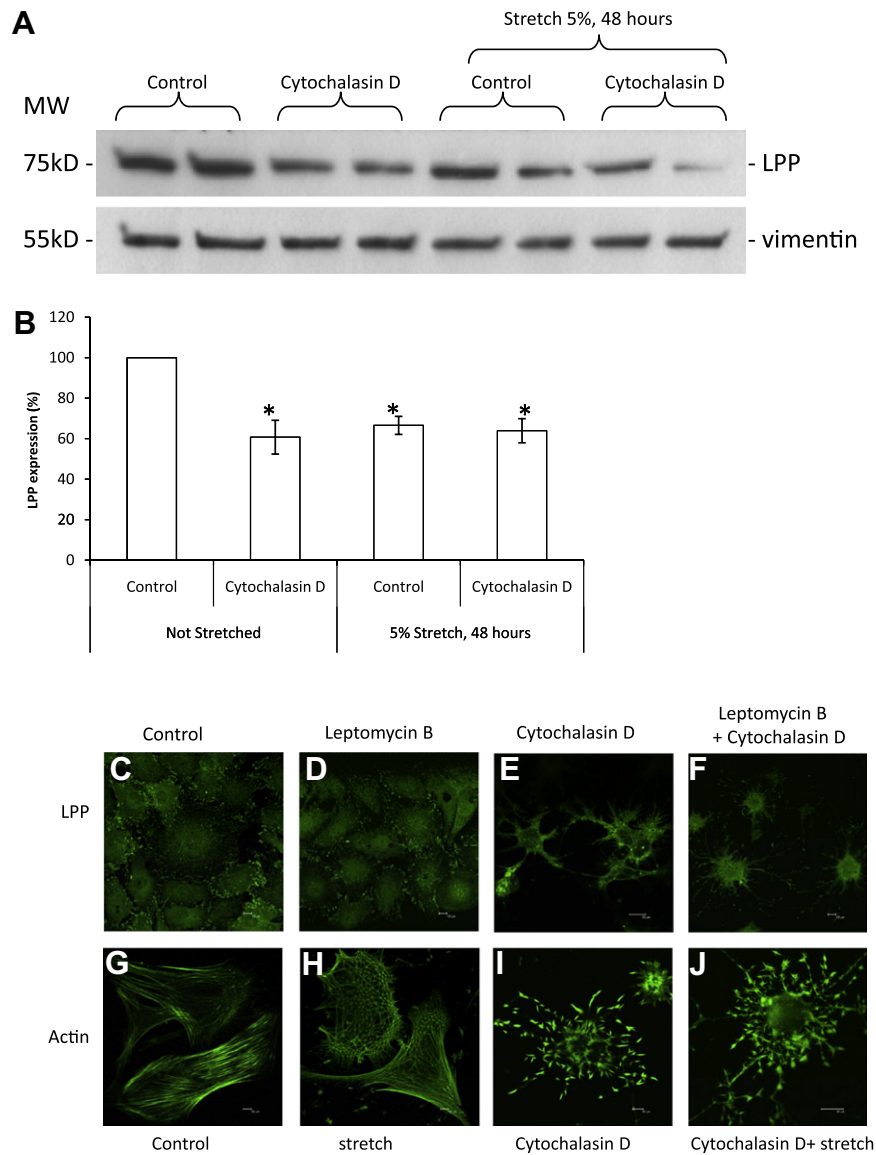 A
Stretch 5%, 48 hours
Control
Cytochalasin D
Control
Cytochalasin D
MW
75kD -
- LPP
55kD -
- vimentin
B
120
100
80
60
40
20
0
LPP expression (%)
*
*
*
Control
Cytochalasin D
Control
Cytochalasin D
Not Stretched
5% Stretch, 48 hours
Control
Leptomycin B
Cytochalasin D
Leptomycin B
+ Cytochalasin D
LPP
C
D
E
F
Actin
G
H
I
J
Control
stretch
Cytochalasin D
Cytochalasin D+ stretch